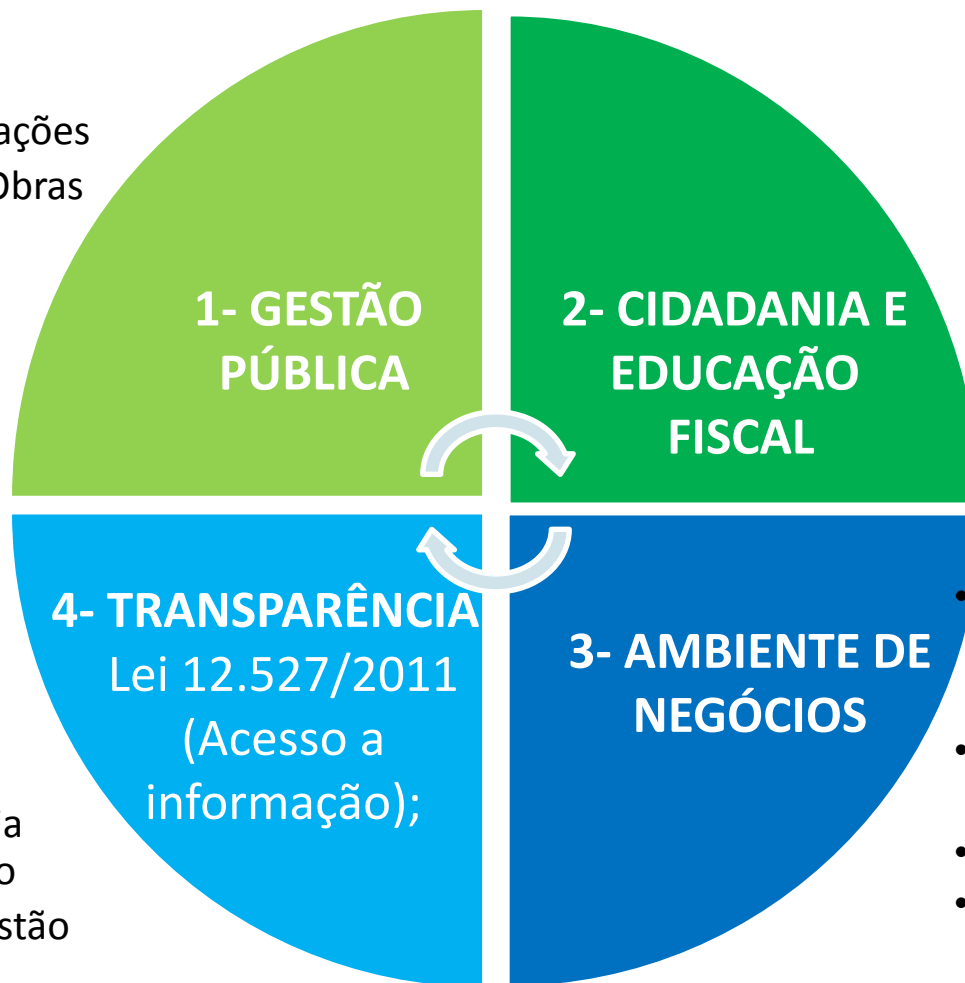 ações
Obras
1- GESTÃO
PÚBLICA
2- CIDADANIA E
EDUCAÇÃO
FISCAL
4- TRANSPARÊNCIA
Lei 12.527/2011
(Acesso a
informação);
3- AMBIENTE DE
NEGÓCIOS
•
•
•
•
a
o
stão